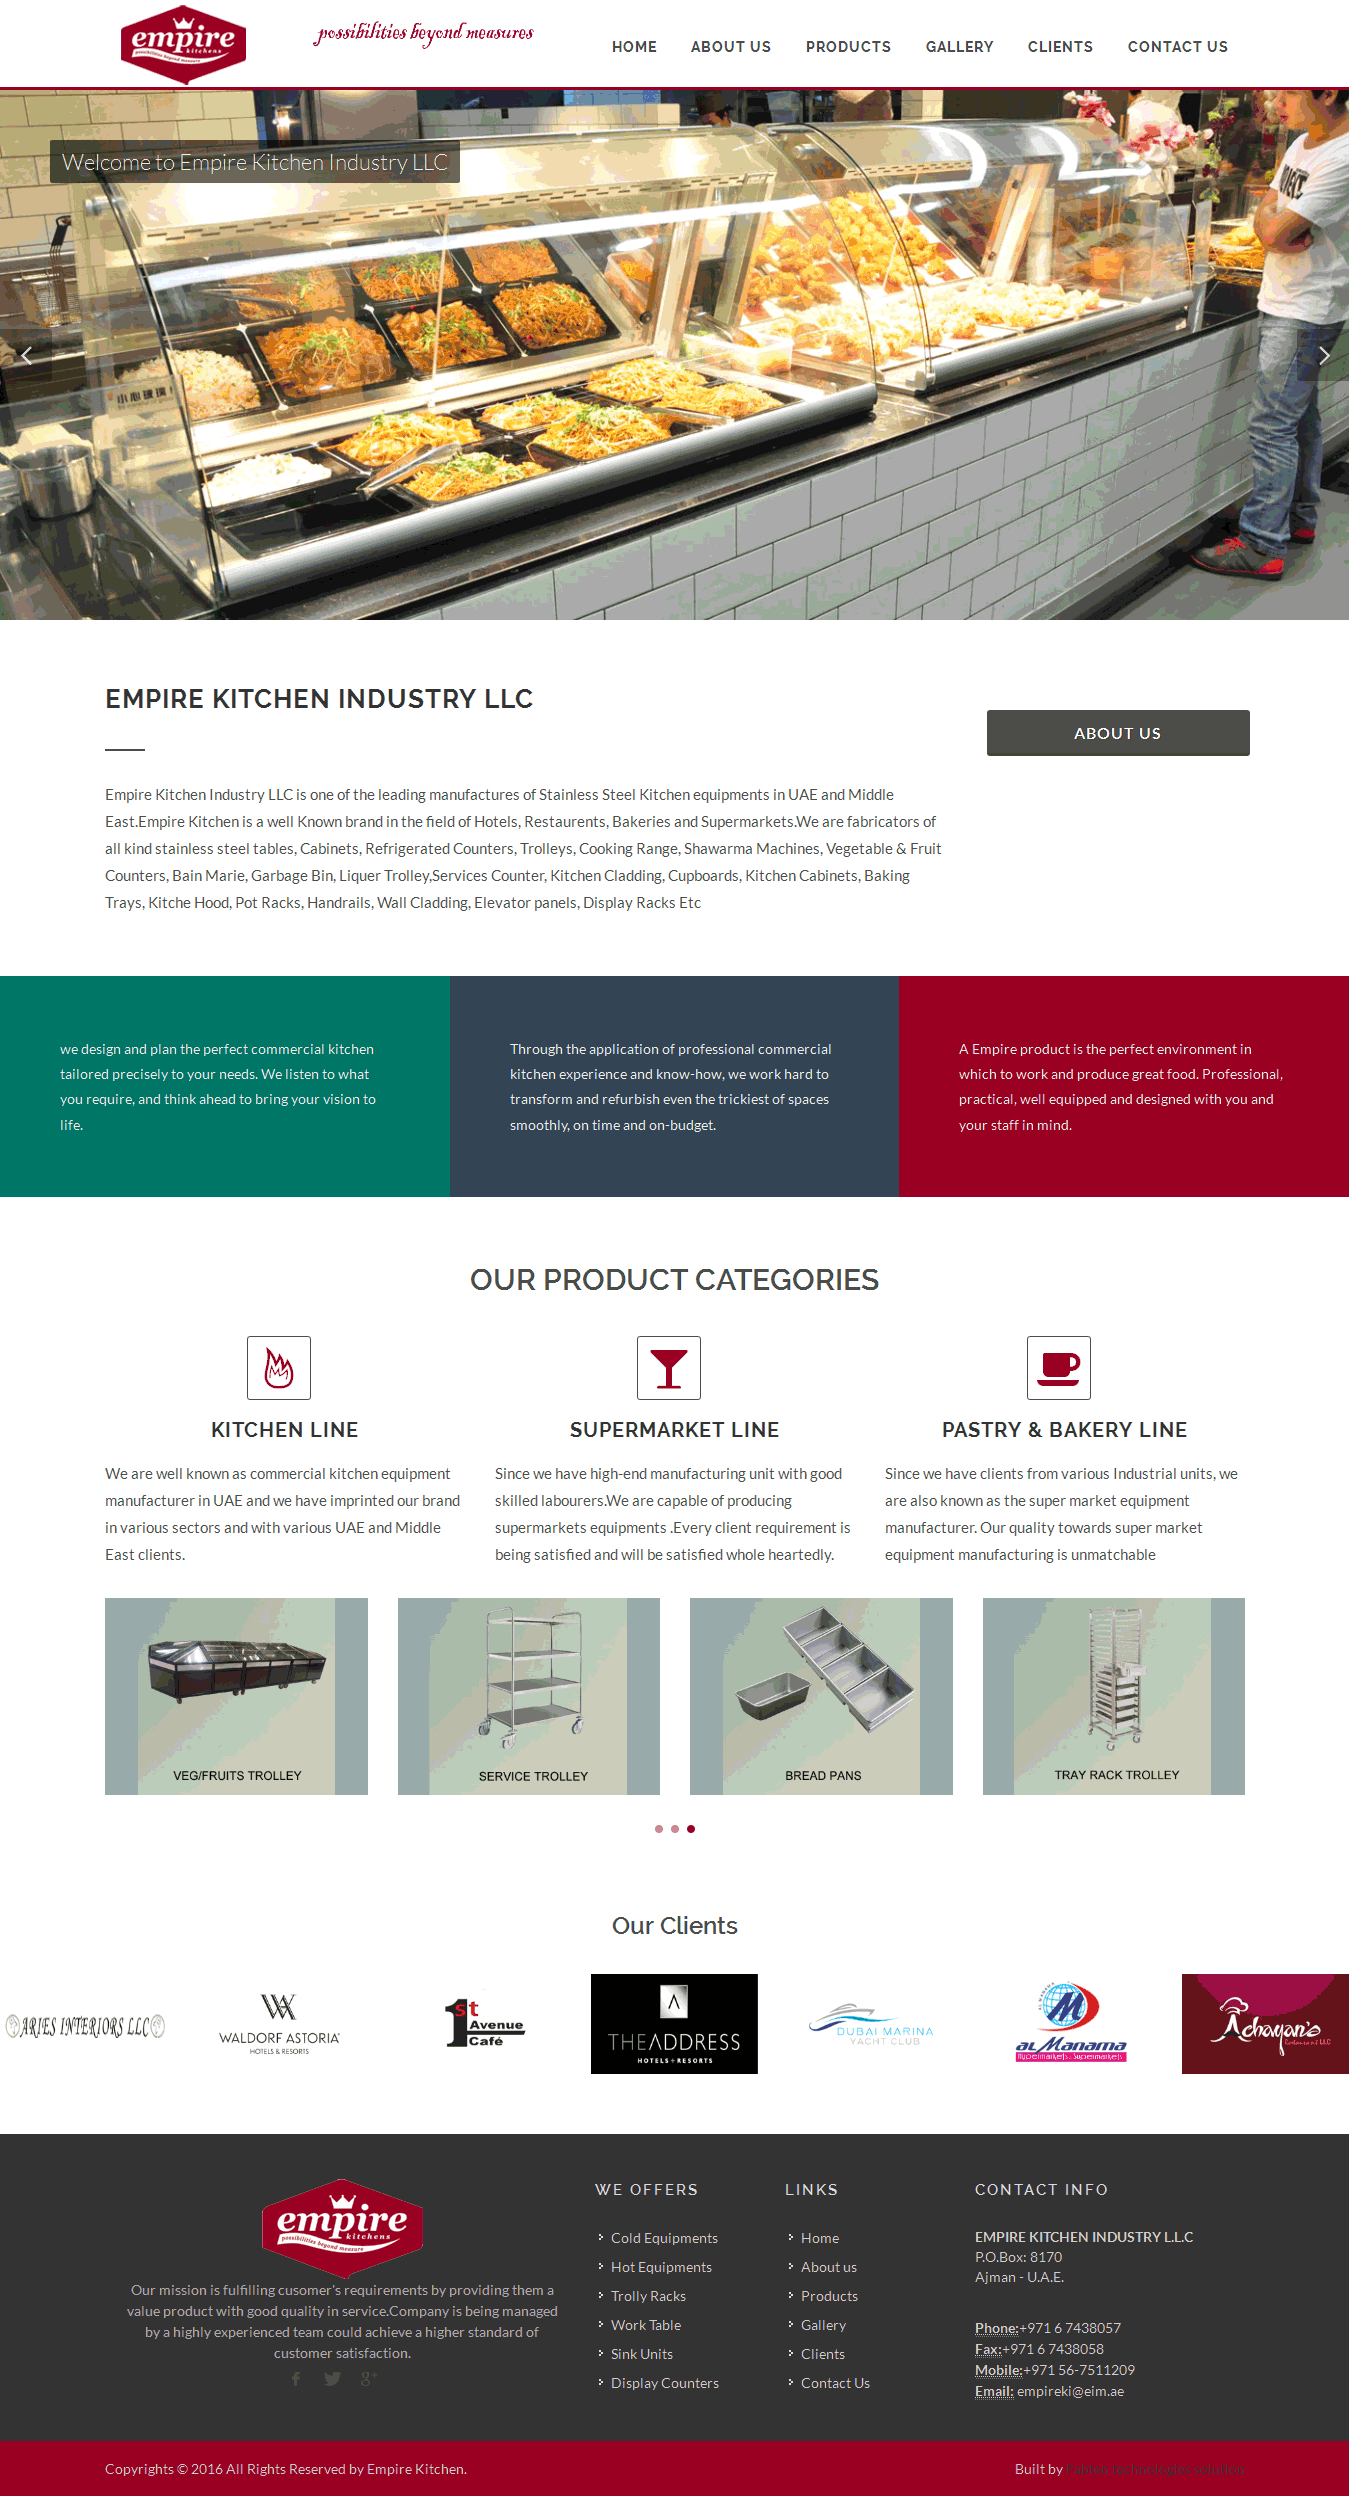 empire
kitchens
possibilities beyond measure
possibilities beyond measures
HOME ABOUT US PRODUCTS GALLERY CLIENTS CONTACT US
Welcome to Empire Kitchen Industry LLC
小心玻璃
EMPIRE KITCHEN INDUSTRY LLC
ABOUT US
Empire Kitchen Industry LLC is one of the leading manufactures of Stainless Steel Kitchen equipments in UAE and Middle
East.Empire Kitchen is a well Known brand in the field of Hotels, Restaurents, Bakeries and Supermarkets.We are fabricators of
all kind stainless steel tables, Cabinets, Refrigerated Counters, Trolleys, Cooking Range, Shawarma Machines, Vegetable & Fruit
Counters, Bain Marie, Garbage Bin, Liquer Trolley,Services Counter, Kitchen Cladding, Cupboards, Kitchen Cabinets, Baking
Trays, Kitche Hood, Pot Racks, Handrails, Wall Cladding, Elevator panels, Display Racks Etc
we design and plan the perfect commercial kitchen
tailored precisely to your needs. We listen to what
you require, and think ahead to bring your vision to
life.
Through the application of professional commercial
kitchen experience and know-how, we work hard to
transform and refurbish even the trickiest of spaces
smoothly, on time and on-budget.
A Empire product is the perfect environment in
which to work and produce great food. Professional,
practical, well equipped and designed with you and
your staff in mind.
OUR PRODUCT CATEGORIES
KITCHEN LINE
We are well known as commercial kitchen equipment
manufacturer in UAE and we have imprinted our brand
in various sectors and with various UAE and Middle
East clients.
SUPERMARKET LINE
Since we have high-end manufacturing unit with good
skilled labourers.We are capable of producing
supermarkets equipments .Every client requirement is
being satisfied and will be satisfied whole heartedly.
PASTRY & BAKERY LINE
Since we have clients from various Industrial units, we
are also known as the super market equipment
manufacturer. Our quality towards super market
equipment manufacturing is unmatchable
VEG/FRUITS TROLLEY
SERVICE TROLLEY
BREAD PANS
TRAY RACK TROLLEY
Our Clients
ARIES INTERIORS LLC
WALDORF ASTORIA
HOTELS & RESORTS
1st
Avenue
Café
A
THE ADDRESS
HOTELS + RESORTS
DUBAI MARINA
YACHT CLUB
M
AL Manama
Hypermarkets : Supermarkets
Achayan's
Restaurant LLC
empire
kitchens
possibilities beyond measure
Our mission is fulfilling cusomer's requirements by providing them a
value product with good quality in service.Company is being managed
by a highly experienced team could achieve a higher standard of
customer satisfaction.
WE OFFERS
Cold Equipments
Hot Equipments
Trolly Racks
Work Table
Sink Units
Display Counters
LINKS
Home
About us
Products
Gallery
Clients
Contact Us
CONTACT INFO
EMPIRE KITCHEN INDUSTRY L.L.C
P.O.Box: 8170
Ajman - U.A.E.
Phone:+971 6 7438057
Fax:+971 6 7438058
Mobile:+971 56-7511209
Email: empireki@eim.ae
Copyrights © 2016 All Rights Reserved by Empire Kitchen.
Built by